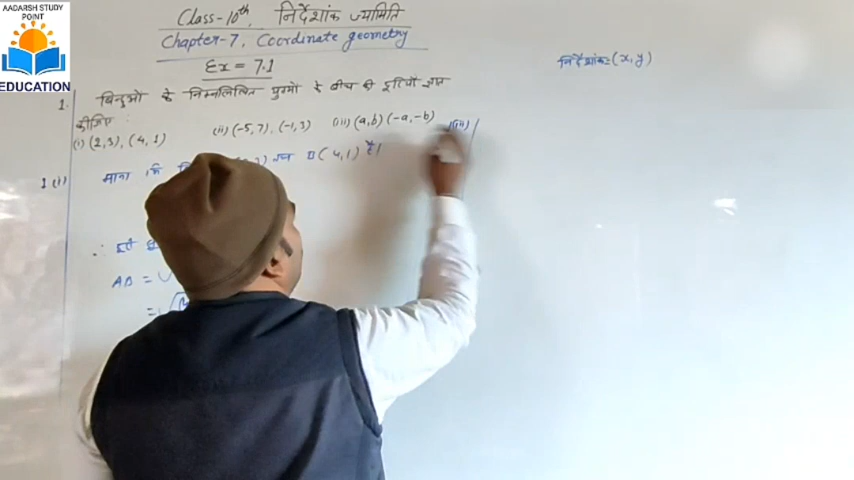 AADARSH STUDY
POINT
EDUCATION
Class-10th, निर्देशांक ज्यामिति
Chapter-7, Coordinate geometry
Ex = 7.1
निर्देशांक=(x, y)
1. बिन्दुओं के निम्नलिखित युग्मों के बीच की दूरियाँ ज्ञात
कीजिए
(i) (2,3), (4,1) (ii) (-5,7), (-1,3) (iii) (a,b) (-a,-b) (iii)
1(i) माना कि B(4,1) है।
∴ दूरी
AB = √
=